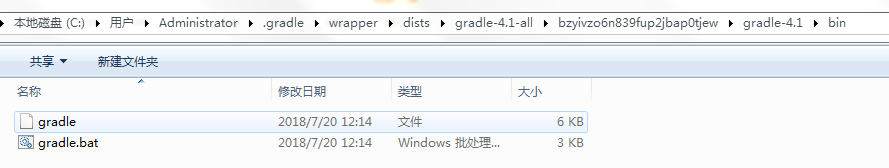 本地磁盘 (C:) 用户 Administrator .gradle wrapper dists gradle-4.1-all bzyivzo6n839fup2jbap0tjew gradle-4.1 bin
共享 新建文件夹
名称 修改日期 类型 大小
gradle 2018/7/20 12:14 文件 6 KB
gradle.bat 2018/7/20 12:14 Windows 批处理... 3 KB